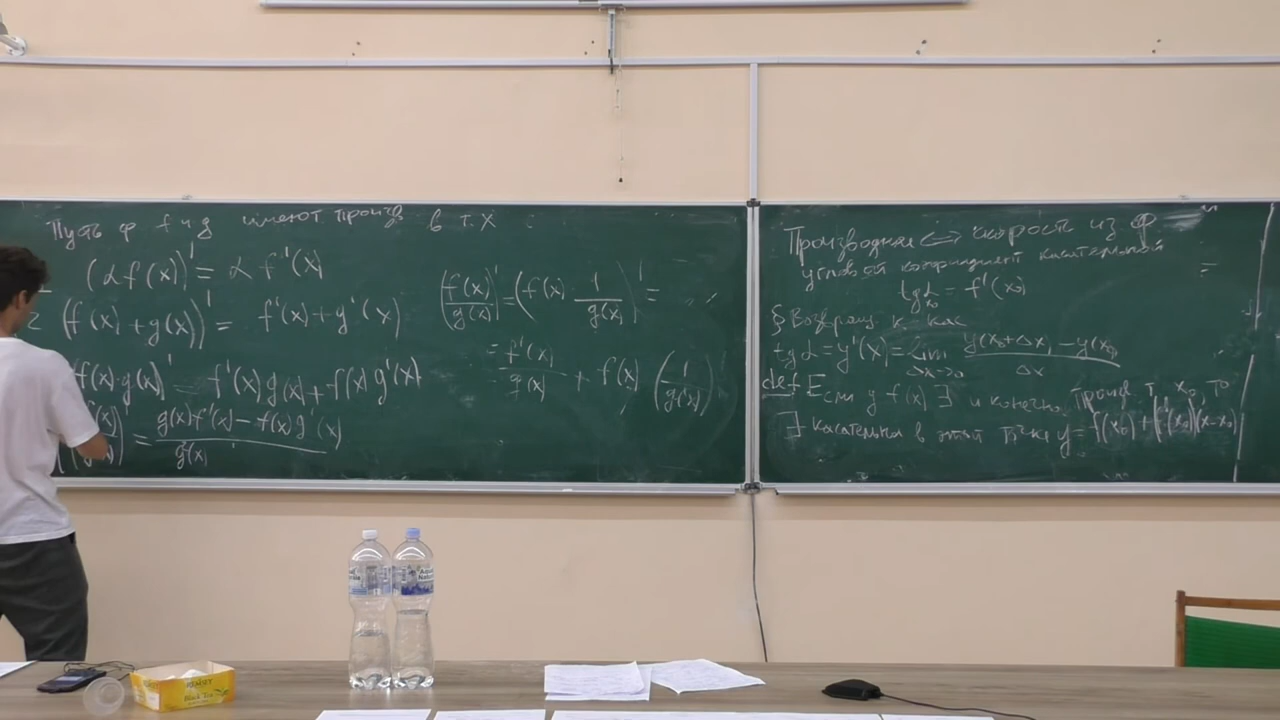 Пусть ф f и g имеют произв в т. x
(αf(x))' = α f'(x)
2 (f(x) + g(x))' = f'(x) + g'(x)
f(x)·g(x))' = f'(x) g(x) + f(x) g'(x)
= g(x) f'(x) − f(x) g'(x)
g(x)
(f(x)/g(x))' = (f(x) · 1/g(x))' =
= f'(x)/g(x) + f(x) (1/g(x))
Производная ⟺ скорость из ф
угловой коэффициент касательной
tg α = f'(x₀)
§ Возвращ к кас
tg α = y'(x) = lim Δx→0 y(x₀+Δx) − y(x₀) / Δx
def Если у f(x) ∃ и конечна произв. т. x₀, то
∃ касательная в этой точке y = f(x₀) + f'(x₀)(x−x₀)